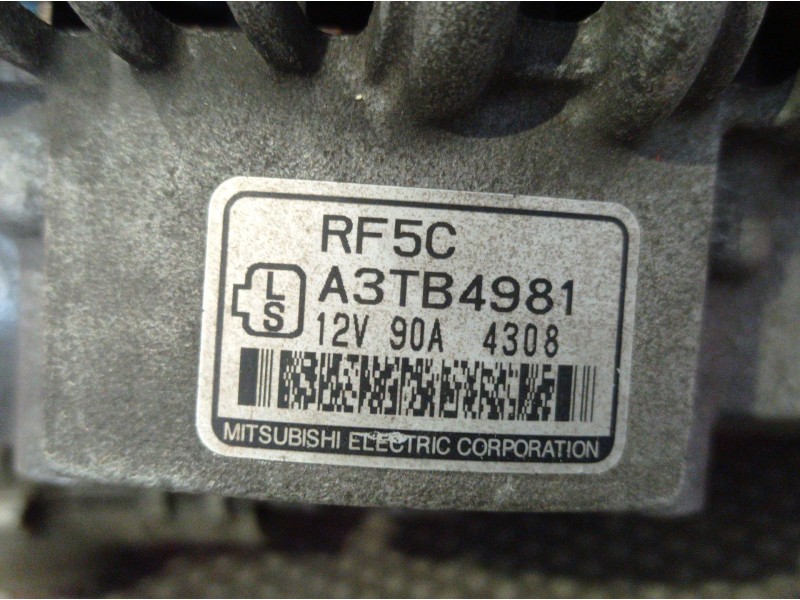 RF5C
L
S
A3TB4981
12V 90A 4308
MITSUBISHI ELECTRIC CORPORATION